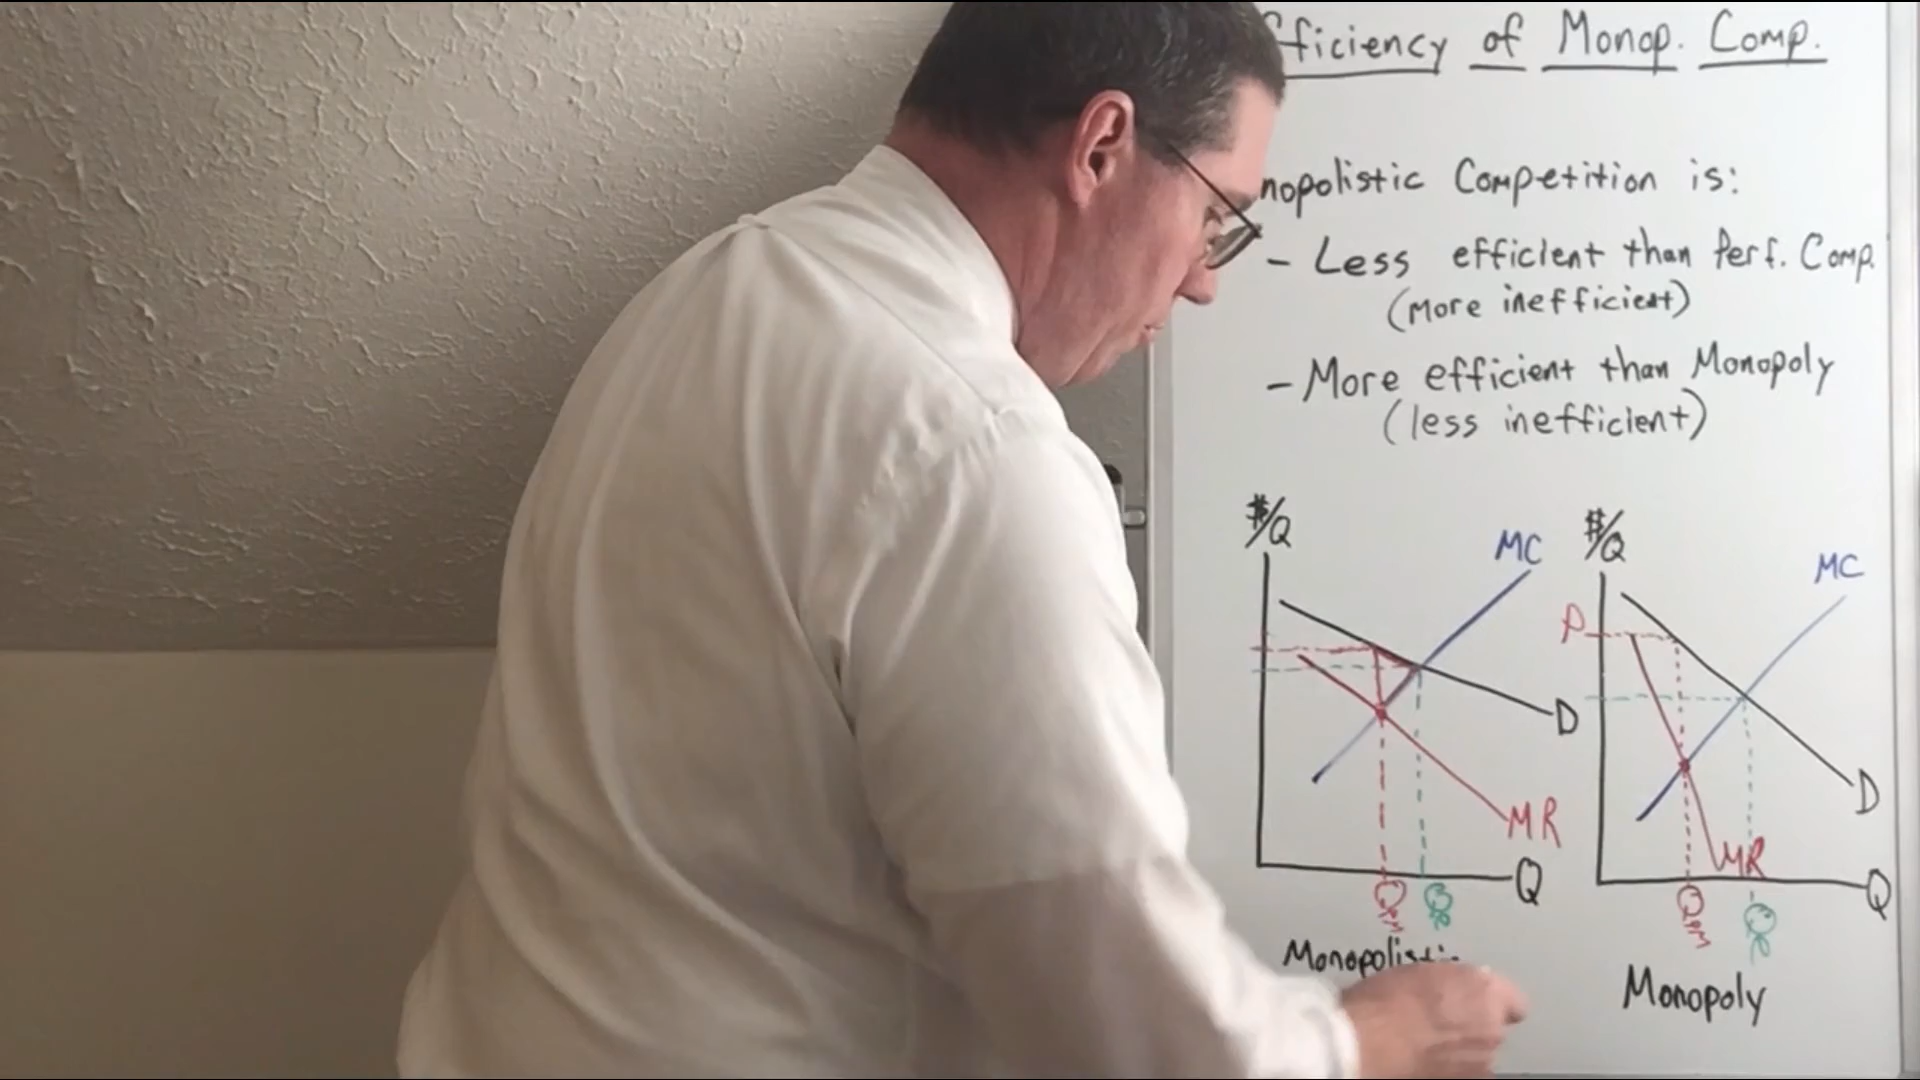 fficiency of Monop. Comp.
nopolistic Competition is:
- Less efficient than Perf. Comp.
(more inefficient)
- More efficient than Monopoly
(less inefficient)
$/Q
MC
D
MR
Q
Monopolistic
$/Q
MC
P
D
MR
Q
Monopoly